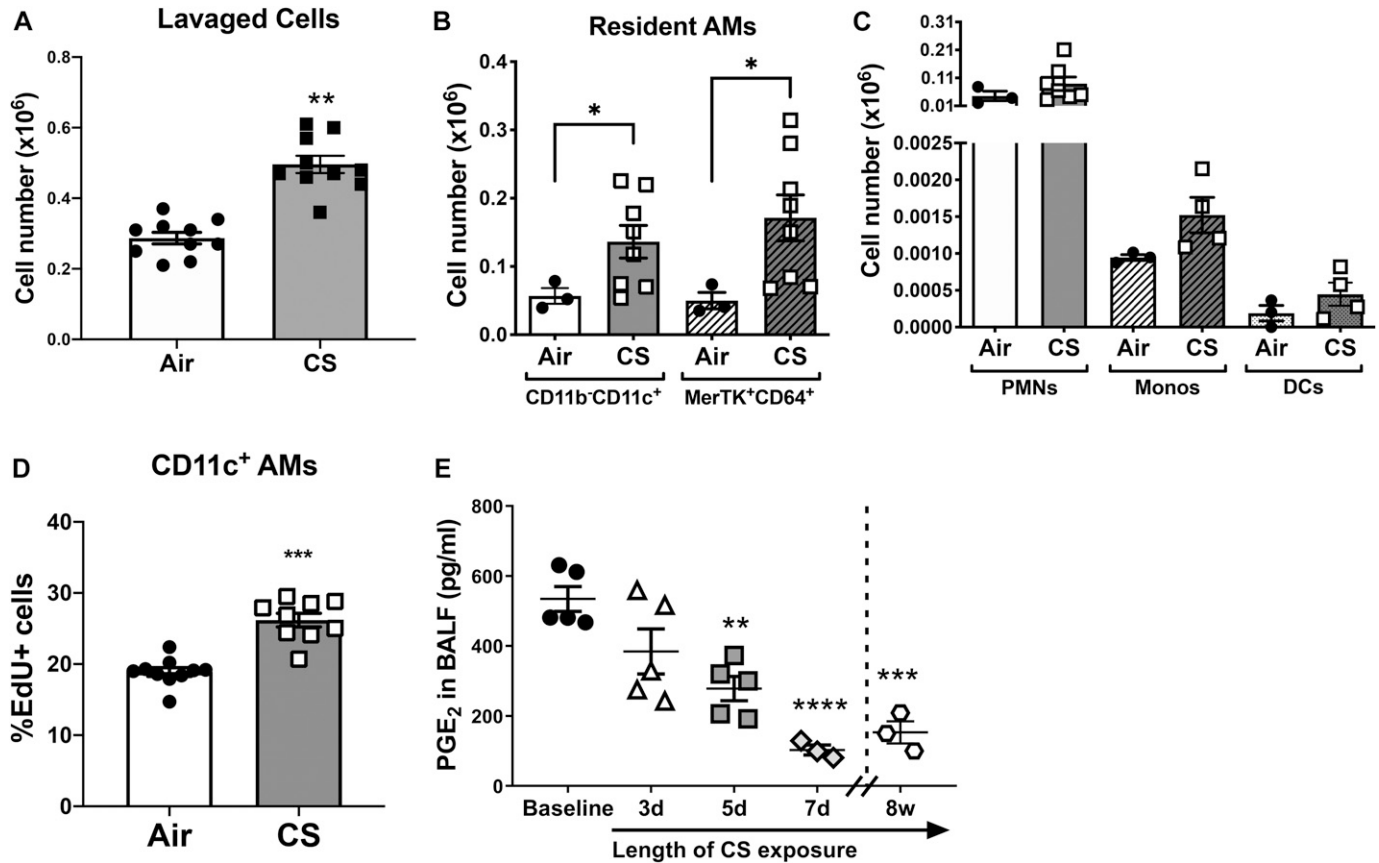 A
Lavaged Cells
Cell number (x10⁶)
0.8
0.6
0.4
0.2
0.0
**
Air
CS
B
Resident AMs
Cell number (x10⁶)
0.4
0.3
0.2
0.1
0.0
*
*
Air
CS
Air
CS
CD11b⁻CD11c⁺
MerTK⁺CD64⁺
C
Cell number (x10⁶)
0.31
0.21
0.11
0.01
0.0025
0.0020
0.0015
0.0010
0.0005
0.0000
Air
CS
Air
CS
Air
CS
PMNs
Monos
DCs
D
CD11c⁺ AMs
%EdU+ cells
40
30
20
10
0
***
Air
CS
E
PGE₂ in BALF (pg/ml)
800
600
400
200
0
**
****
***
Baseline
3d
5d
7d
8w
Length of CS exposure